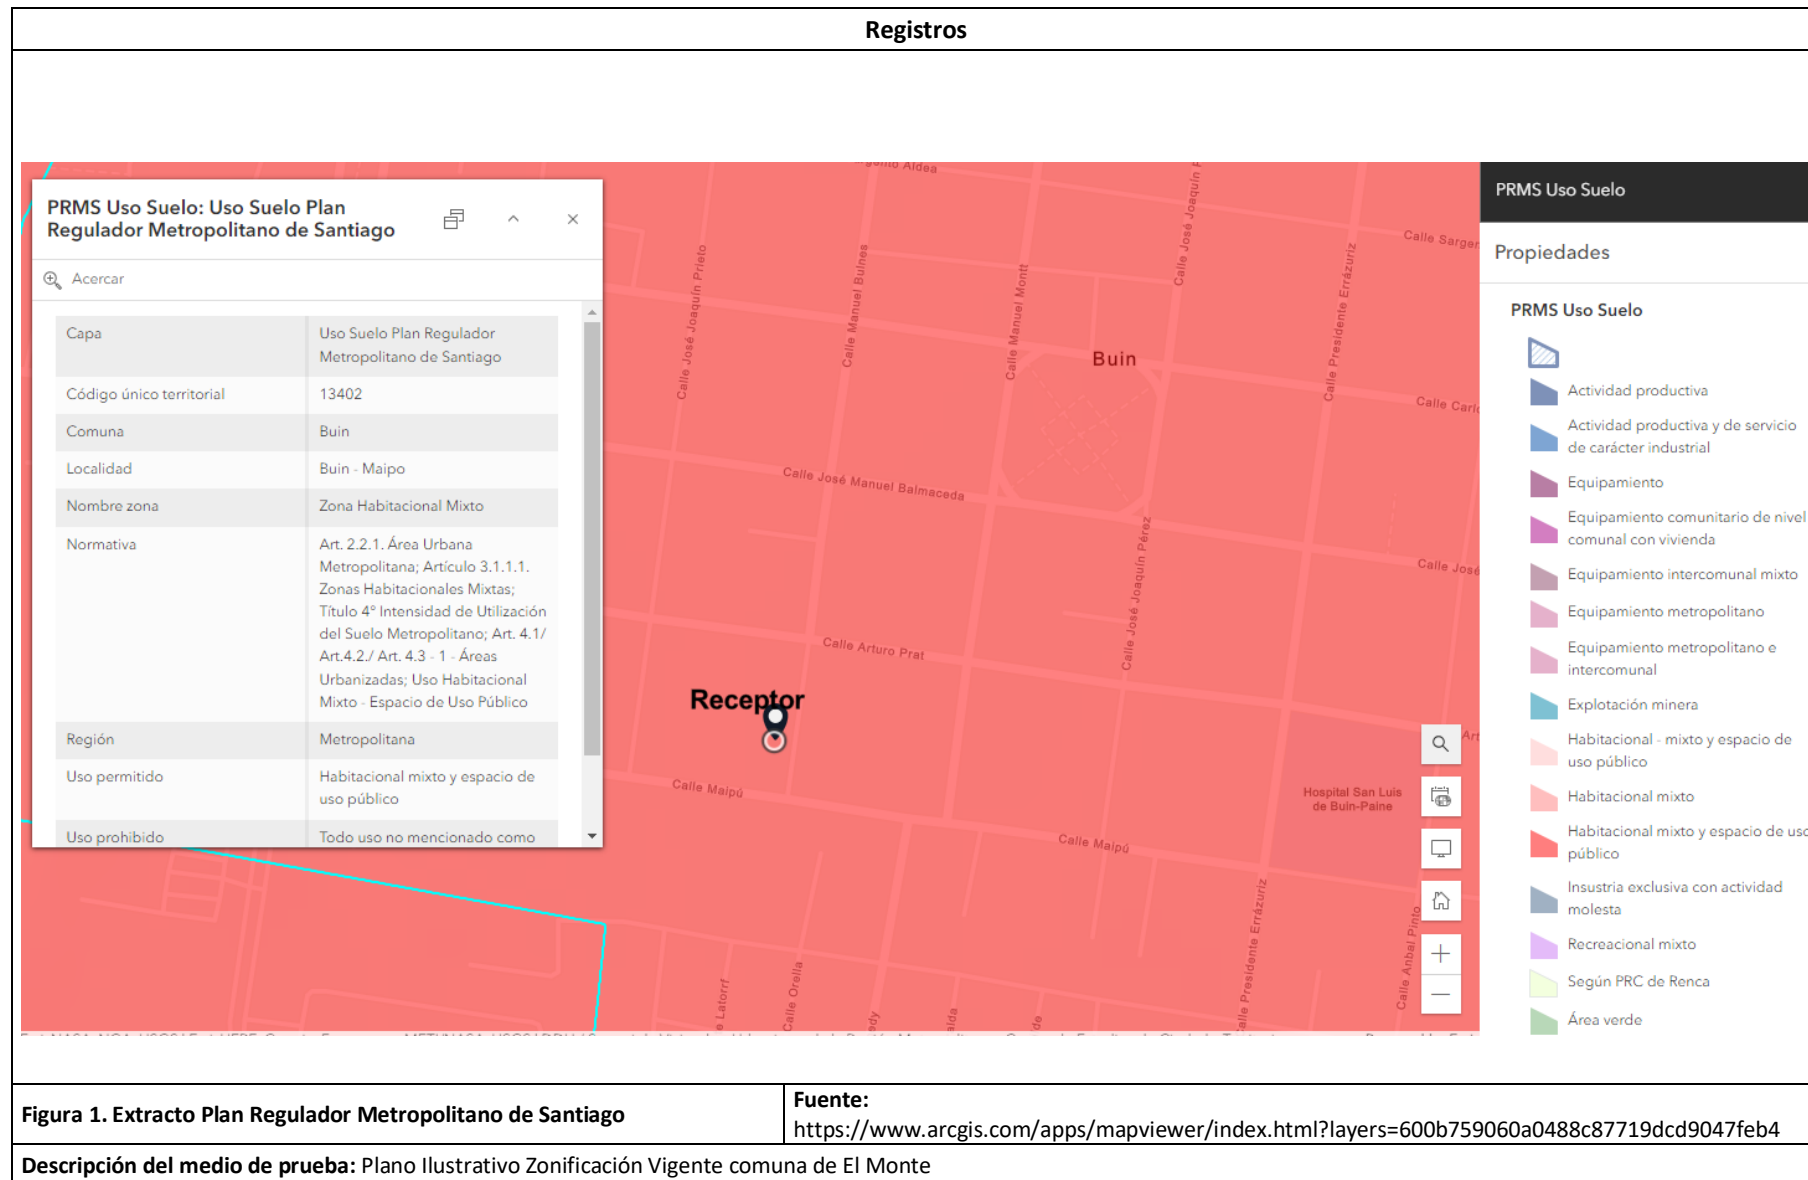 Registros
PRMS Uso Suelo: Uso Suelo Plan
Regulador Metropolitano de Santiago
Acercar
Capa
Uso Suelo Plan Regulador
Metropolitano de Santiago
Código único territorial
13402
Comuna
Buin
Localidad
Buin - Maipo
Nombre zona
Zona Habitacional Mixto
Normativa
Art. 2.2.1. Área Urbana
Metropolitana; Artículo 3.1.1.1.
Zonas Habitacionales Mixtas;
Título 4º Intensidad de Utilización
del Suelo Metropolitano; Art. 4.1/
Art.4.2./ Art. 4.3 - 1 - Áreas
Urbanizadas; Uso Habitacional
Mixto - Espacio de Uso Público
Región
Metropolitana
Uso permitido
Habitacional mixto y espacio de
uso público
Uso prohibido
Todo uso no mencionado como
Aldea
Calle José Joaquín Prieto
Calle Manuel Bulnes
Calle Manuel Montt
Calle José Joaquín P
Calle Presidente Errázuriz
Calle Sargen
Buin
Calle
Calle José Manuel Balmaceda
Calle José Joaquín Pérez
Calle José
Calle Arturo Prat
Receptor
Art
Calle Maipú
Hospital San Luis
de Buin-Paine
Calle Maipú
Calle Orella
Presidente Errázuriz
Calle Aníbal Pinto
PRMS Uso Suelo
Propiedades
PRMS Uso Suelo
Actividad productiva
Actividad productiva y de servicio
de carácter industrial
Equipamiento
Equipamiento comunitario de nivel
comunal con vivienda
Equipamiento intercomunal mixto
Equipamiento metropolitano
Equipamiento metropolitano e
intercomunal
Explotación minera
Habitacional - mixto y espacio de
uso público
Habitacional mixto
Habitacional mixto y espacio de uso
público
Insustria exclusiva con actividad
molesta
Recreacional mixto
Según PRC de Renca
Área verde
Figura 1. Extracto Plan Regulador Metropolitano de Santiago
Fuente:
https://www.arcgis.com/apps/mapviewer/index.html?layers=600b759060a0488c87719dcd9047feb4
Descripción del medio de prueba: Plano Ilustrativo Zonificación Vigente comuna de El Monte